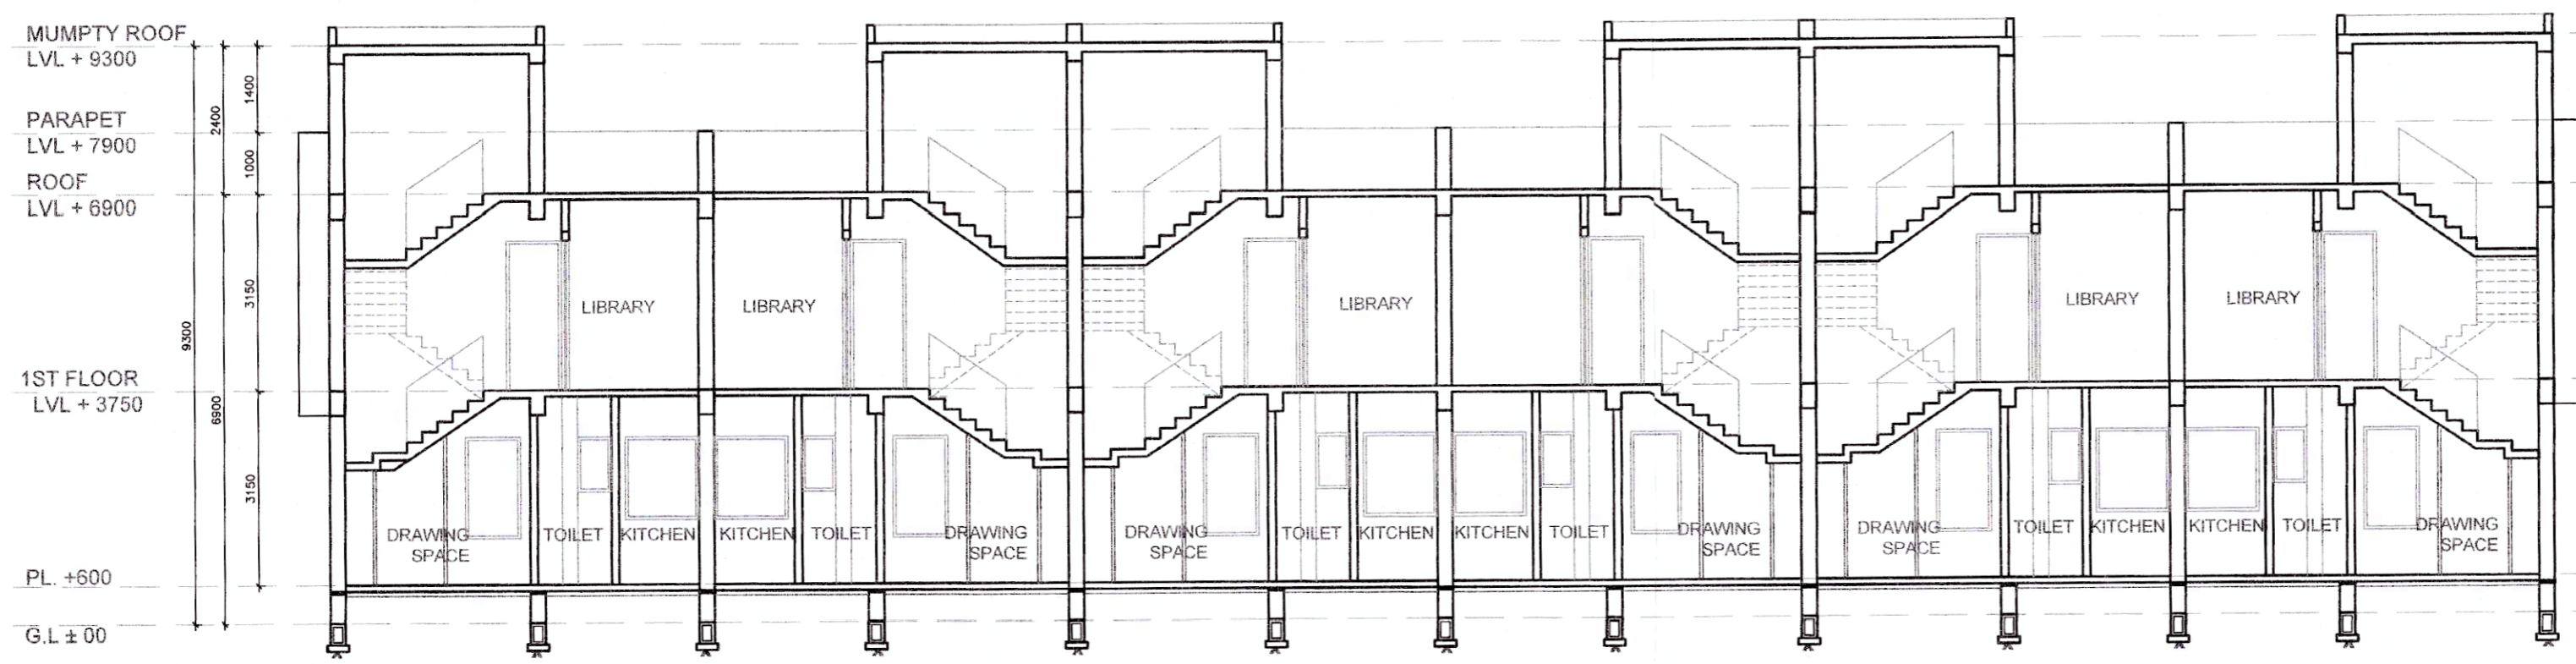 MUMPTY ROOF
LVL + 9300
PARAPET
LVL + 7900
ROOF
LVL + 6900
1ST FLOOR
LVL + 3750
PL. +600
G.L ± 00
1400
2400
1000
3150
9300
6900
3150
LIBRARY
LIBRARY
LIBRARY
LIBRARY
LIBRARY
DRAWING
SPACE
TOILET
KITCHEN
KITCHEN
TOILET
DRAWING
SPACE
DRAWING
SPACE
TOILET
KITCHEN
KITCHEN
TOILET
DRAWING
SPACE
DRAWING
SPACE
TOILET
KITCHEN
KITCHEN
TOILET
DRAWING
SPACE